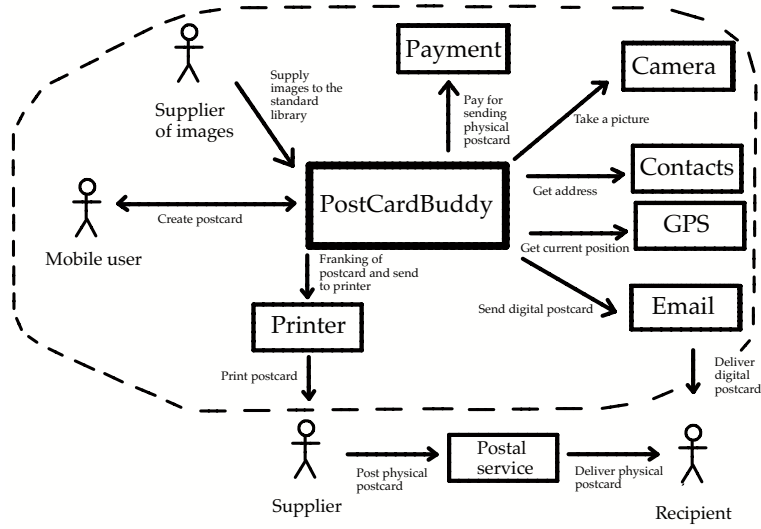 Supplier
of images
Supply
images to the
standard
library
Payment
Pay for
sending
physical
postcard
Camera
Take a picture
Mobile user
Create postcard
PostCardBuddy
Contacts
Get address
GPS
Get current position
Franking of
postcard and send
to printer
Printer
Send digital postcard
Email
Print postcard
Deliver
digital
postcard
Supplier
Post physical
postcard
Postal
service
Deliver physical
postcard
Recipient